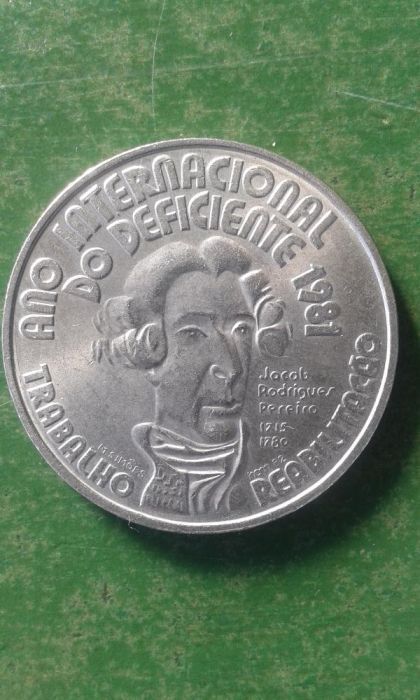 ANO INTERNACIONAL
DO DEFICIENTE 1981
Jacob
Rodrigues
Pereira
1715-
1780
TRABALHO
REABILITAÇÃO